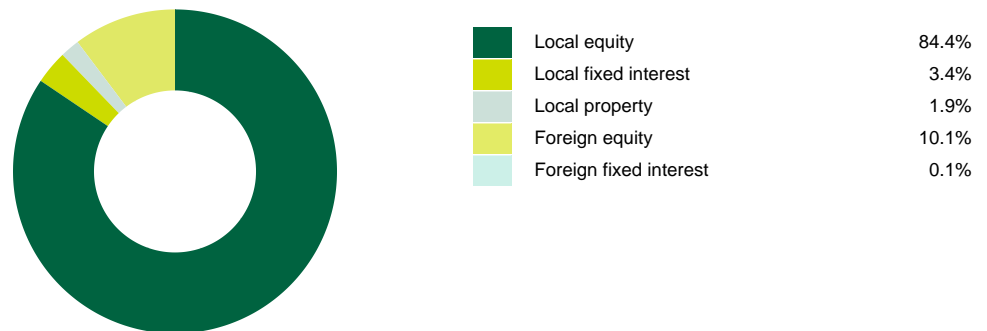 Local equity 84.4%
Local fixed interest 3.4%
Local property 1.9%
Foreign equity 10.1%
Foreign fixed interest 0.1%